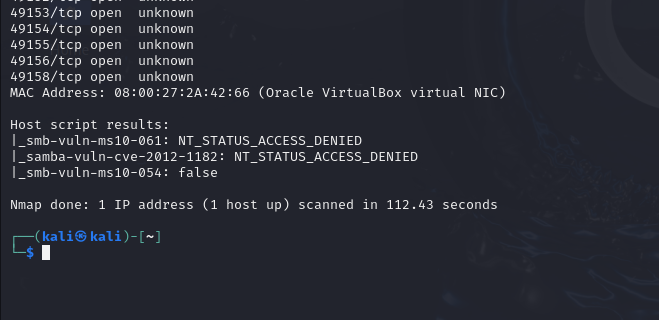 49152/tcp open  unknown
49153/tcp open  unknown
49154/tcp open  unknown
49155/tcp open  unknown
49156/tcp open  unknown
49158/tcp open  unknown
MAC Address: 08:00:27:2A:42:66 (Oracle VirtualBox virtual NIC)
Host script results:
|_smb-vuln-ms10-061: NT_STATUS_ACCESS_DENIED
|_samba-vuln-cve-2012-1182: NT_STATUS_ACCESS_DENIED
|_smb-vuln-ms10-054: false
Nmap done: 1 IP address (1 host up) scanned in 112.43 seconds
┌──(kali㉿kali)-[~]
└─$